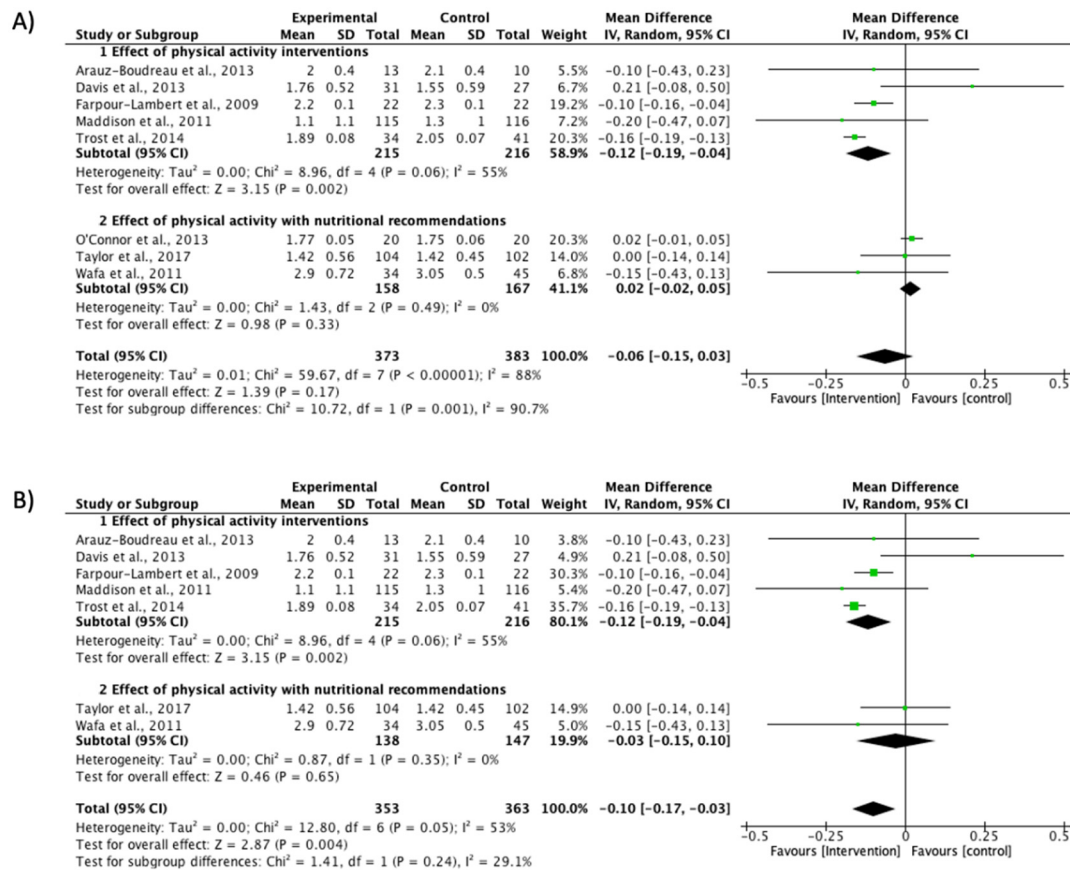 A)
Experimental Control Mean Difference Mean Difference
Study or Subgroup Mean SD Total Mean SD Total Weight IV, Random, 95% CI IV, Random, 95% CI
1 Effect of physical activity interventions
Arauz-Boudreau et al., 2013 2 0.4 13 2.1 0.4 10 5.5% -0.10 [-0.43, 0.23]
Davis et al., 2013 1.76 0.52 31 1.55 0.59 27 6.7% 0.21 [-0.08, 0.50]
Farpour-Lambert et al., 2009 2.2 0.1 22 2.3 0.1 22 19.2% -0.10 [-0.16, -0.04]
Maddison et al., 2011 1.1 1.1 115 1.3 1 116 7.2% -0.20 [-0.47, 0.07]
Trost et al., 2014 1.89 0.08 34 2.05 0.07 41 20.3% -0.16 [-0.19, -0.13]
Subtotal (95% CI) 215 216 58.9% -0.12 [-0.19, -0.04]
Heterogeneity: Tau² = 0.00; Chi² = 8.96, df = 4 (P = 0.06); I² = 55%
Test for overall effect: Z = 3.15 (P = 0.002)
2 Effect of physical activity with nutritional recommendations
O'Connor et al., 2013 1.77 0.05 20 1.75 0.06 20 20.3% 0.02 [-0.01, 0.05]
Taylor et al., 2017 1.42 0.56 104 1.42 0.45 102 14.0% 0.00 [-0.14, 0.14]
Wafa et al., 2011 2.9 0.72 34 3.05 0.5 45 6.8% -0.15 [-0.43, 0.13]
Subtotal (95% CI) 158 167 41.1% 0.02 [-0.02, 0.05]
Heterogeneity: Tau² = 0.00; Chi² = 1.43, df = 2 (P = 0.49); I² = 0%
Test for overall effect: Z = 0.98 (P = 0.33)
Total (95% CI) 373 383 100.0% -0.06 [-0.15, 0.03]
Heterogeneity: Tau² = 0.01; Chi² = 59.67, df = 7 (P < 0.00001); I² = 88%
Test for overall effect: Z = 1.39 (P = 0.17)
Test for subgroup differences: Chi² = 10.72, df = 1 (P = 0.001), I² = 90.7%
-0.5 -0.25 0 0.25 0.5
Favours [Intervention] Favours [control]
B)
Experimental Control Mean Difference Mean Difference
Study or Subgroup Mean SD Total Mean SD Total Weight IV, Random, 95% CI IV, Random, 95% CI
1 Effect of physical activity interventions
Arauz-Boudreau et al., 2013 2 0.4 13 2.1 0.4 10 3.8% -0.10 [-0.43, 0.23]
Davis et al., 2013 1.76 0.52 31 1.55 0.59 27 4.9% 0.21 [-0.08, 0.50]
Farpour-Lambert et al., 2009 2.2 0.1 22 2.3 0.1 22 30.3% -0.10 [-0.16, -0.04]
Maddison et al., 2011 1.1 1.1 115 1.3 1 116 5.4% -0.20 [-0.47, 0.07]
Trost et al., 2014 1.89 0.08 34 2.05 0.07 41 35.7% -0.16 [-0.19, -0.13]
Subtotal (95% CI) 215 216 80.1% -0.12 [-0.19, -0.04]
Heterogeneity: Tau² = 0.00; Chi² = 8.96, df = 4 (P = 0.06); I² = 55%
Test for overall effect: Z = 3.15 (P = 0.002)
2 Effect of physical activity with nutritional recommendations
Taylor et al., 2017 1.42 0.56 104 1.42 0.45 102 14.9% 0.00 [-0.14, 0.14]
Wafa et al., 2011 2.9 0.72 34 3.05 0.5 45 5.0% -0.15 [-0.43, 0.13]
Subtotal (95% CI) 138 147 19.9% -0.03 [-0.15, 0.10]
Heterogeneity: Tau² = 0.00; Chi² = 0.87, df = 1 (P = 0.35); I² = 0%
Test for overall effect: Z = 0.46 (P = 0.65)
Total (95% CI) 353 363 100.0% -0.10 [-0.17, -0.03]
Heterogeneity: Tau² = 0.00; Chi² = 12.80, df = 6 (P = 0.05); I² = 53%
Test for overall effect: Z = 2.87 (P = 0.004)
Test for subgroup differences: Chi² = 1.41, df = 1 (P = 0.24), I² = 29.1%
-0.5 -0.25 0 0.25 0.5
Favours [Intervention] Favours [control]